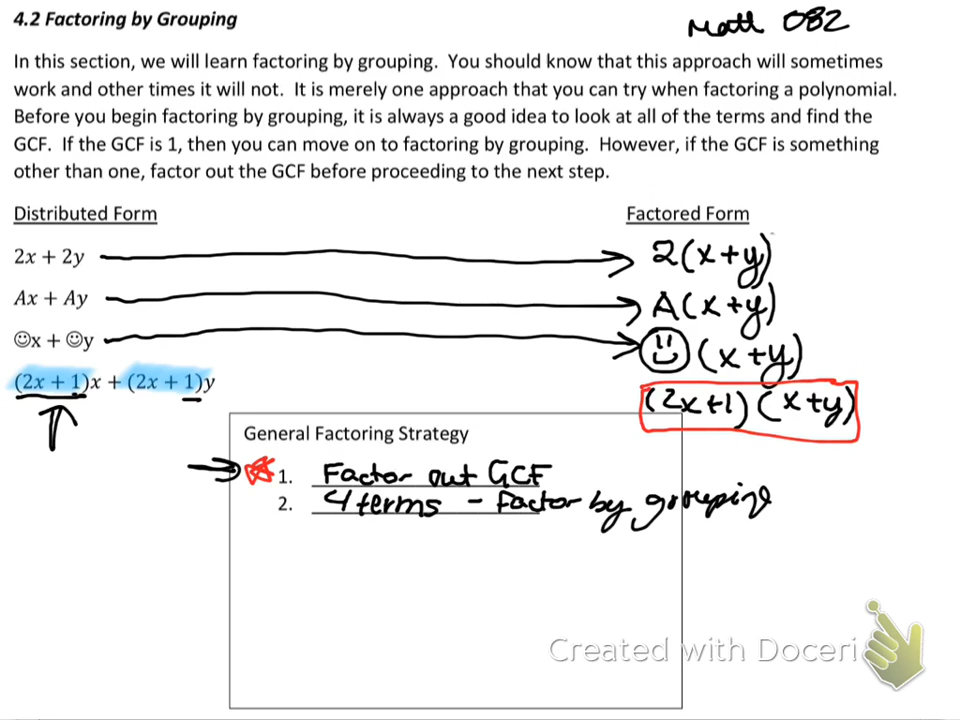 4.2 Factoring by Grouping
Math 082
In this section, we will learn factoring by grouping. You should know that this approach will sometimes
work and other times it will not. It is merely one approach that you can try when factoring a polynomial.
Before you begin factoring by grouping, it is always a good idea to look at all of the terms and find the
GCF. If the GCF is 1, then you can move on to factoring by grouping. However, if the GCF is something
other than one, factor out the GCF before proceeding to the next step.
Distributed Form Factored Form
2x + 2y 2(x+y)
Ax + Ay A(x+y)
☺x + ☺y ☺(x+y)
(2x + 1)x + (2x + 1)y (2x+1)(x+y)
General Factoring Strategy
1. Factor out GCF
2. 4 terms - Factor by grouping
Created with Doceri